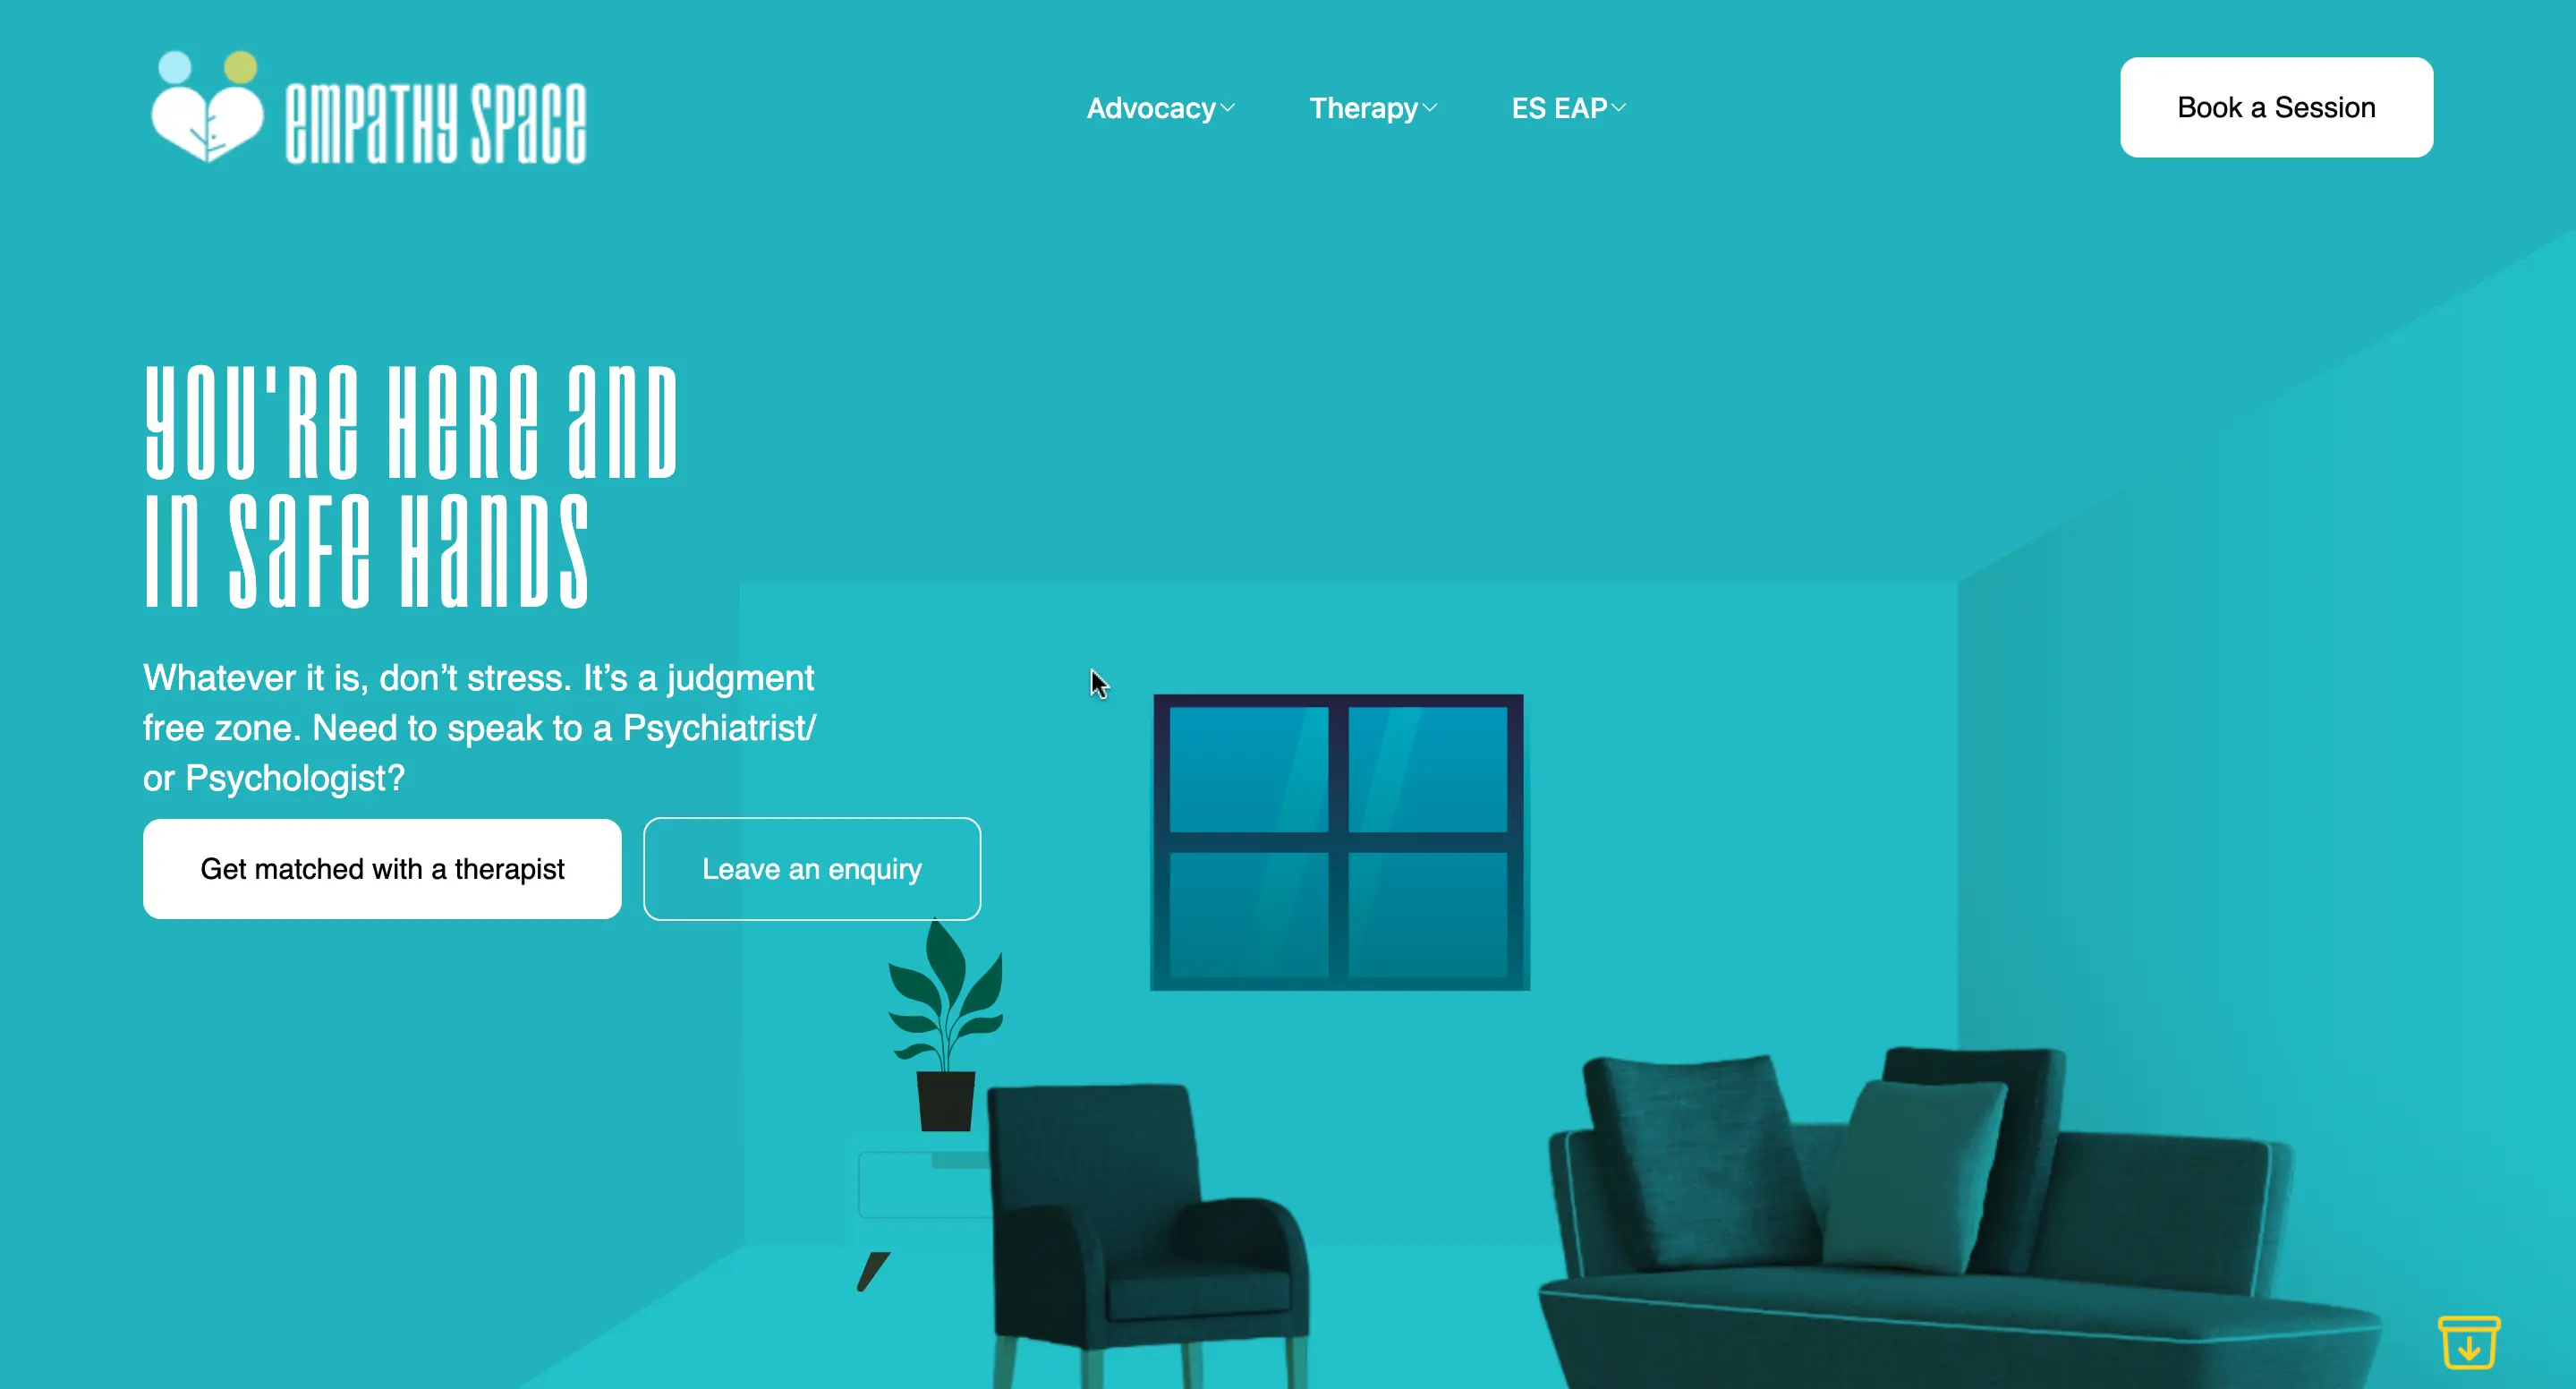 empathy space
Advocacy
Therapy
ES EAP
Book a Session
you're Here and
in Safe Hands
Whatever it is, don’t stress. It’s a judgment
free zone. Need to speak to a Psychiatrist/
or Psychologist?
Get matched with a therapist
Leave an enquiry